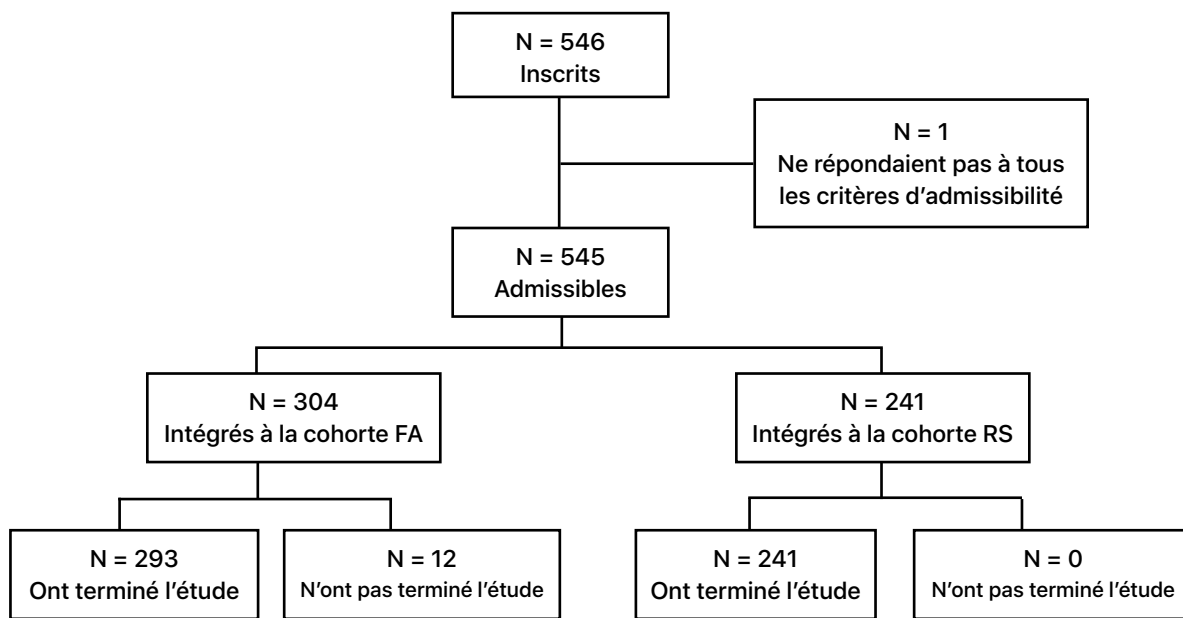 N = 546
Inscrits
N = 1
Ne répondaient pas à tous
les critères d’admissibilité
N = 545
Admissibles
N = 304
Intégrés à la cohorte FA
N = 241
Intégrés à la cohorte RS
N = 293
Ont terminé l’étude
N = 12
N’ont pas terminé l’étude
N = 241
Ont terminé l’étude
N = 0
N’ont pas terminé l’étude